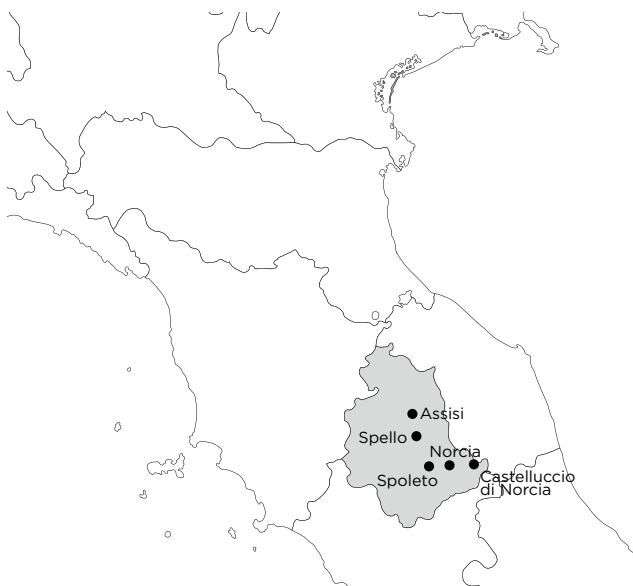 Assisi
Spello
Norcia
Spoleto
Castelluccio
di Norcia